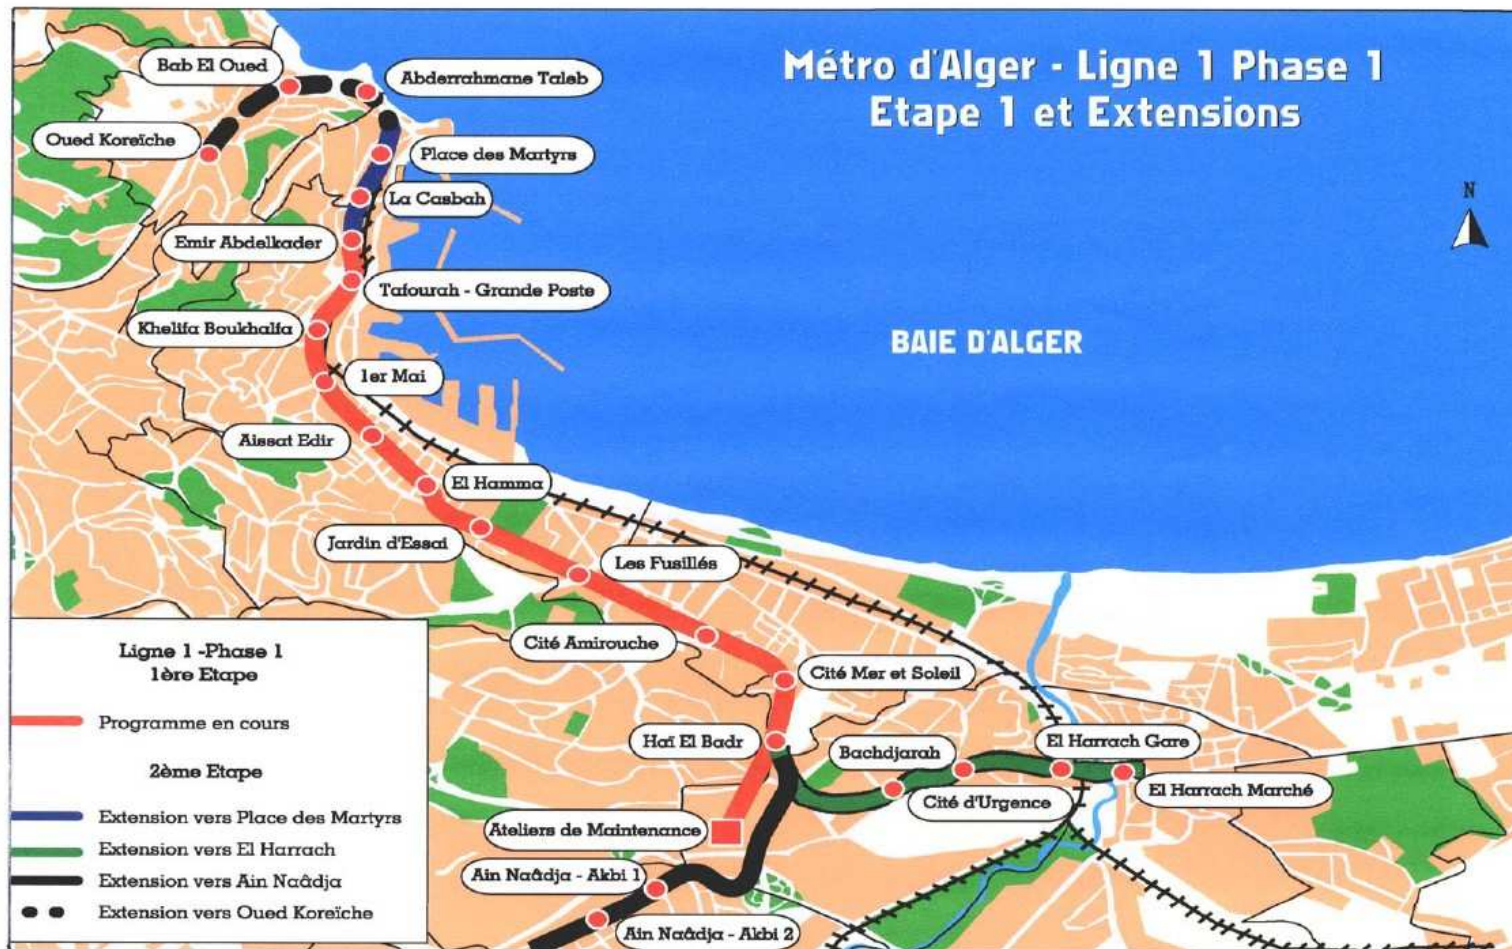 Métro d'Alger - Ligne 1 Phase 1
Etape 1 et Extensions
Bab El Oued
Abderrahmane Taleb
Oued Koreïche
Place des Martyrs
La Casbah
N
Emir Abdelkader
Tafourah - Grande Poste
Khelifa Boukhalfa
BAIE D'ALGER
1er Mai
Aissat Edir
El Hamma
Jardin d'Essai
Les Fusillés
Cité Amirouche
Cité Mer et Soleil
Haï El Badr
Bachdjarah
El Harrach Gare
Cité d'Urgence
El Harrach Marché
Ateliers de Maintenance
Ain Naâdja - Akbi 1
Ain Naâdja - Akbi 2
Ligne 1 -Phase 1
1ère Etape
Programme en cours
2ème Etape
Extension vers Place des Martyrs
Extension vers El Harrach
Extension vers Ain Naâdja
Extension vers Oued Koreïche